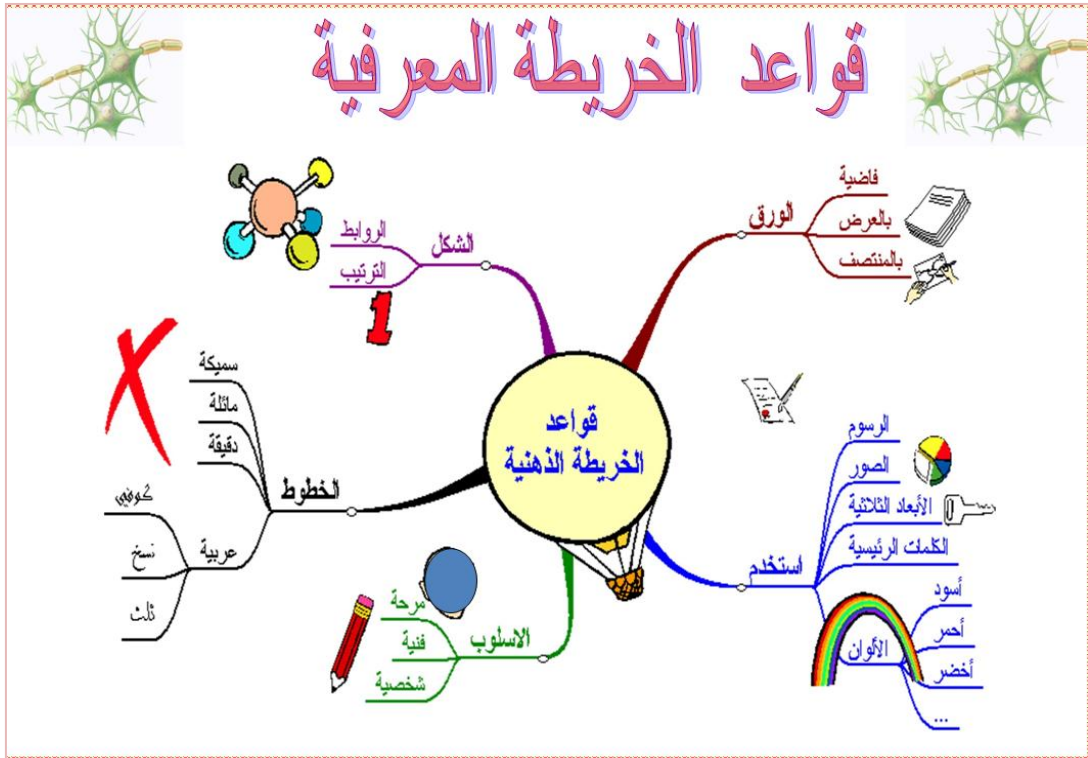 قواعد الخريطة المعرفية
قواعد
الخريطة الذهنية
الورق
فاضية
بالعرض
بالمنتصف
استخدم
الرسوم
الصور
الأبعاد الثلاثية
الكلمات الرئيسية
الألوان
أسود
أحمر
أخضر
...
الاسلوب
مرحة
فنية
شخصية
الخطوط
سميكة
مائلة
دقيقة
عربية
كوفي
نسخ
ثلث
الشكل
الروابط
الترتيب
1